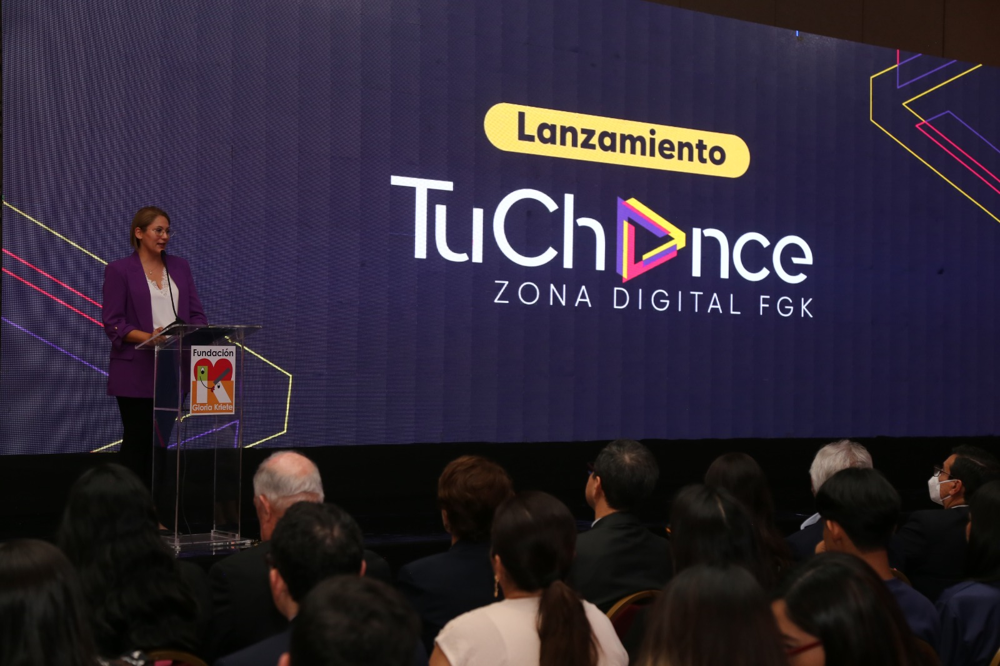 Lanzamiento
TuChance
ZONA DIGITAL FGK
Fundación
K
Gloria Kriete